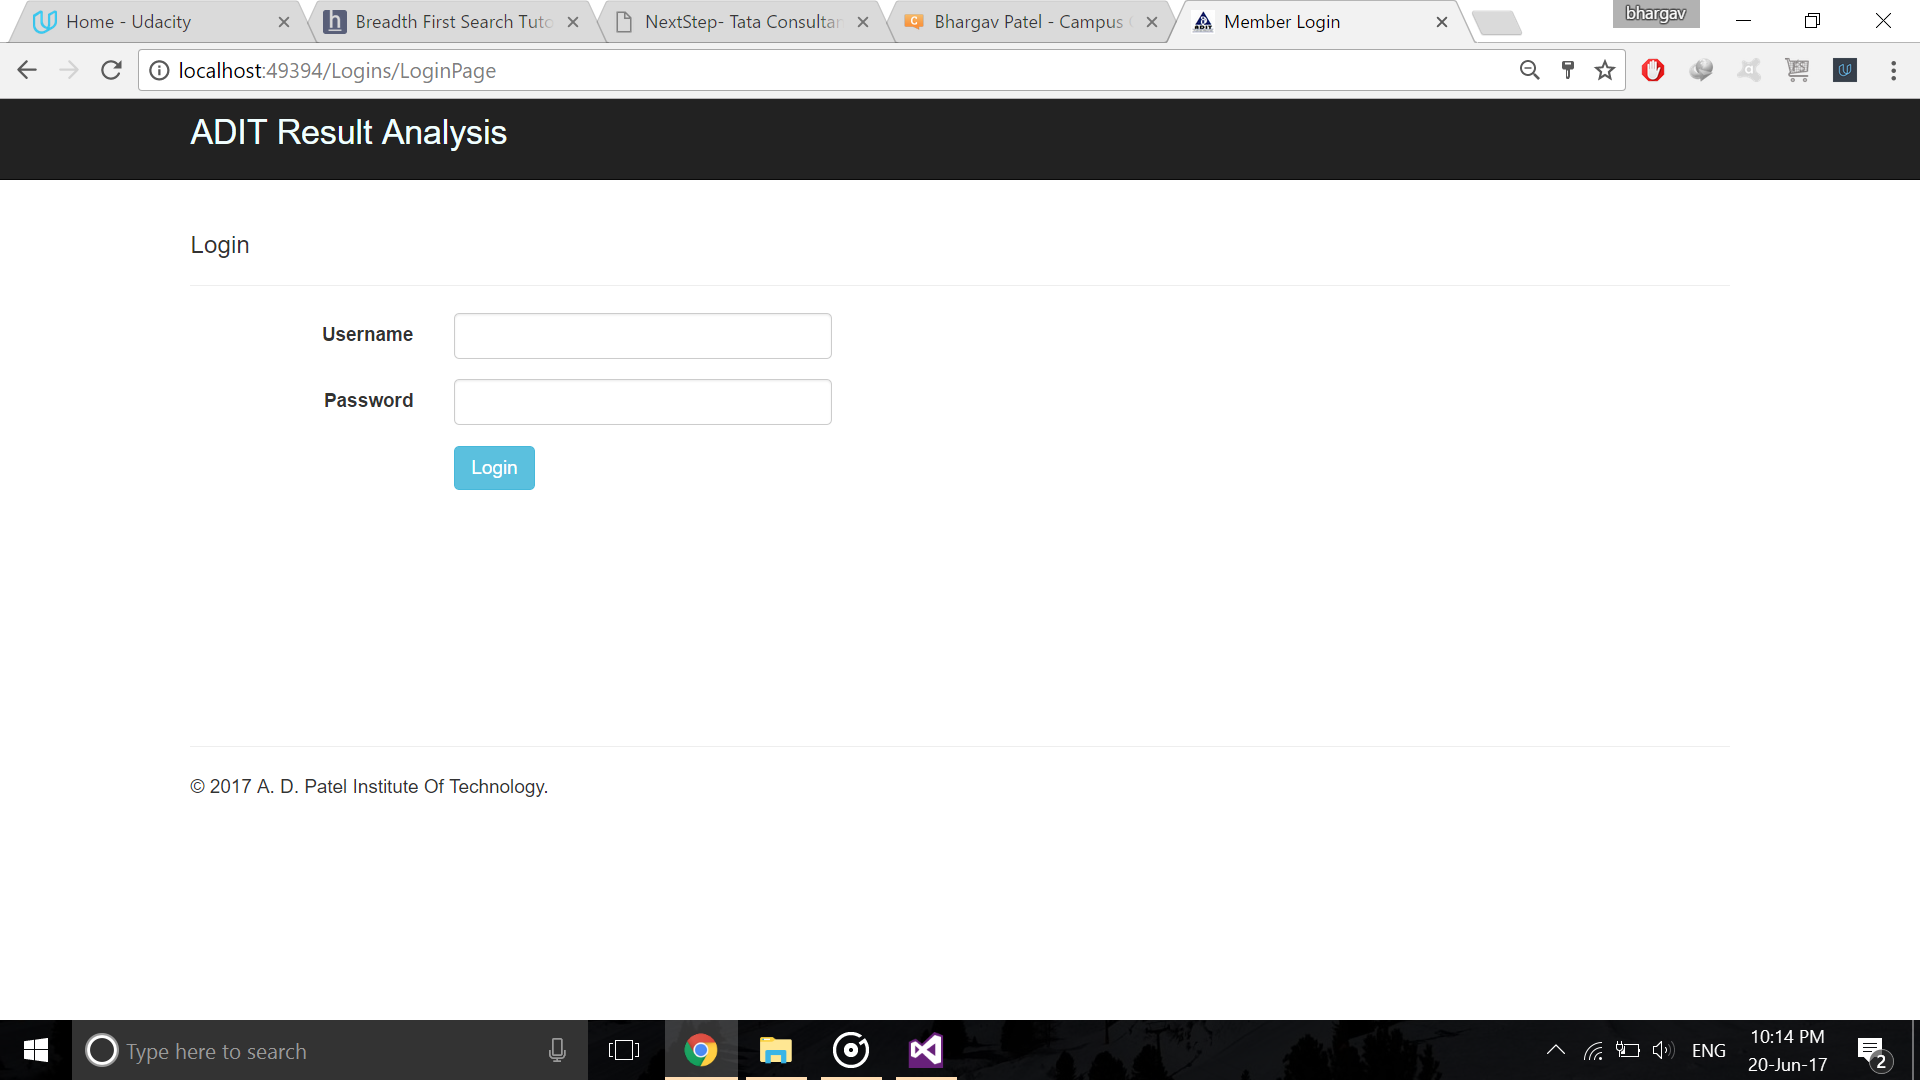 Home - Udacity
Breadth First Search Tuto
NextStep- Tata Consultan
Bhargav Patel - Campus
Member Login
bhargav
localhost:49394/Logins/LoginPage
ADIT Result Analysis
Login
Username
Password
Login
© 2017 A. D. Patel Institute Of Technology.
Type here to search
ENG
10:14 PM
20-Jun-17
2